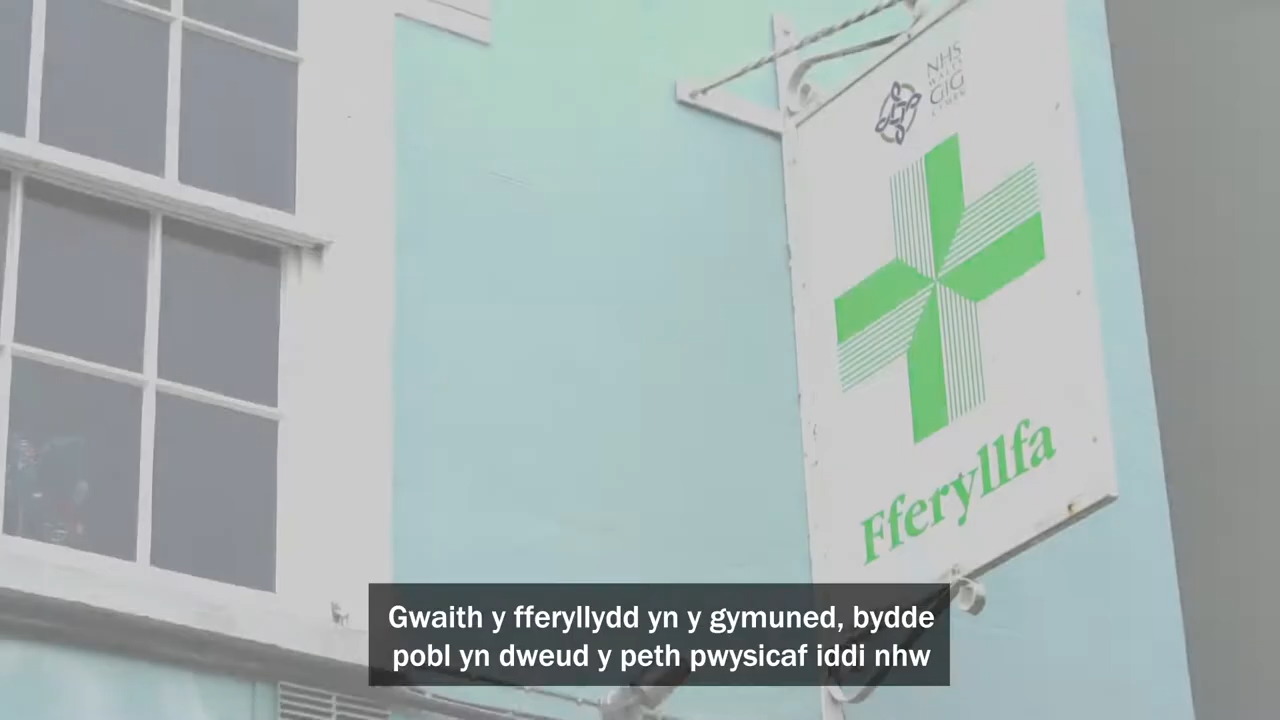 NHS
WALES
GIG
CYMRU
Fferyllfa
Gwaith y fferyllydd yn y gymuned, bydde
pobl yn dweud y peth pwysicaf iddi nhw